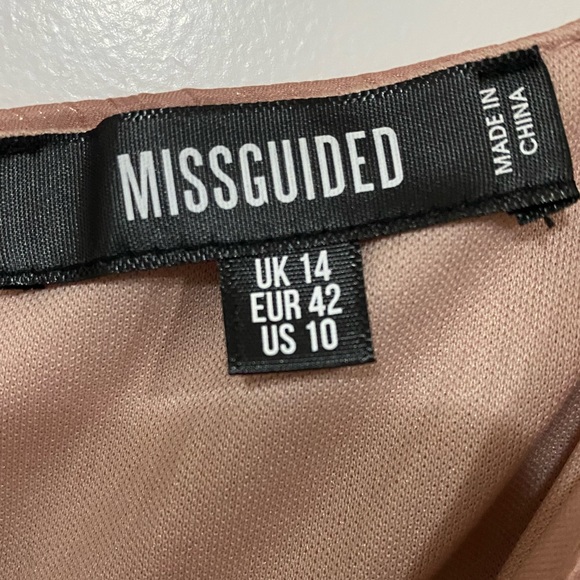 MISSGUIDED
MADE IN
CHINA
UK 14
EUR 42
US 10